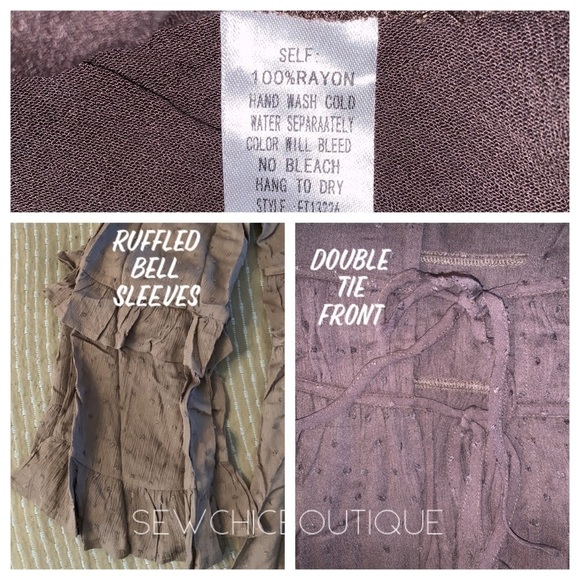 SELF:
100%RAYON
HAND WASH COLD
WATER SEPARAATELY
COLOR WILL BLEED
NO BLEACH
HANG TO DRY
STYLE
RUFFLED
BELL
SLEEVES
DOUBLE
TIE
FRONT
SEWCHICBOUTIQUE